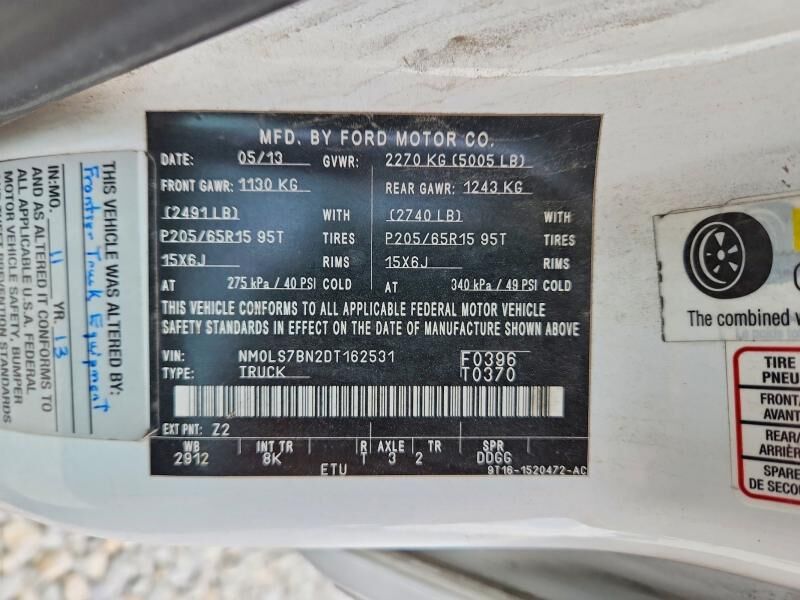 MFD. BY FORD MOTOR CO.
DATE: 05/13 GVWR: 2270 KG (5005 LB)
FRONT GAWR: 1130 KG REAR GAWR: 1243 KG
(2491 LB) WITH (2740 LB) WITH
P205/65R15 95T TIRES P205/65R15 95T TIRES
15X6J RIMS 15X6J RIMS
AT 275 kPa / 40 PSI COLD AT 340 kPa / 49 PSI COLD
THIS VEHICLE CONFORMS TO ALL APPLICABLE FEDERAL MOTOR VEHICLE
SAFETY STANDARDS IN EFFECT ON THE DATE OF MANUFACTURE SHOWN ABOVE
VIN: NM0LS7BN2DT162531 F0396
TYPE: TRUCK T0370
EXT PNT: Z2
WB INT TR R AXLE TR SPR
2912 8K T 3 2 DDGG
ETU 9T16-1520472-AC
THIS VEHICLE WAS ALTERED BY:
Frontier Truck Equipment
IN: MO. 11 YR. 13
AND AS ALTERED IT CONFORMS TO
ALL APPLICABLE U.S.A. FEDERAL
MOTOR VEHICLE SAFETY, BUMPER
PREVENTION STANDARDS
The combined
TIRE
PNEU
FRONT/
AVANT
REAR/
ARRIÈR
SPARE
DE SECOU